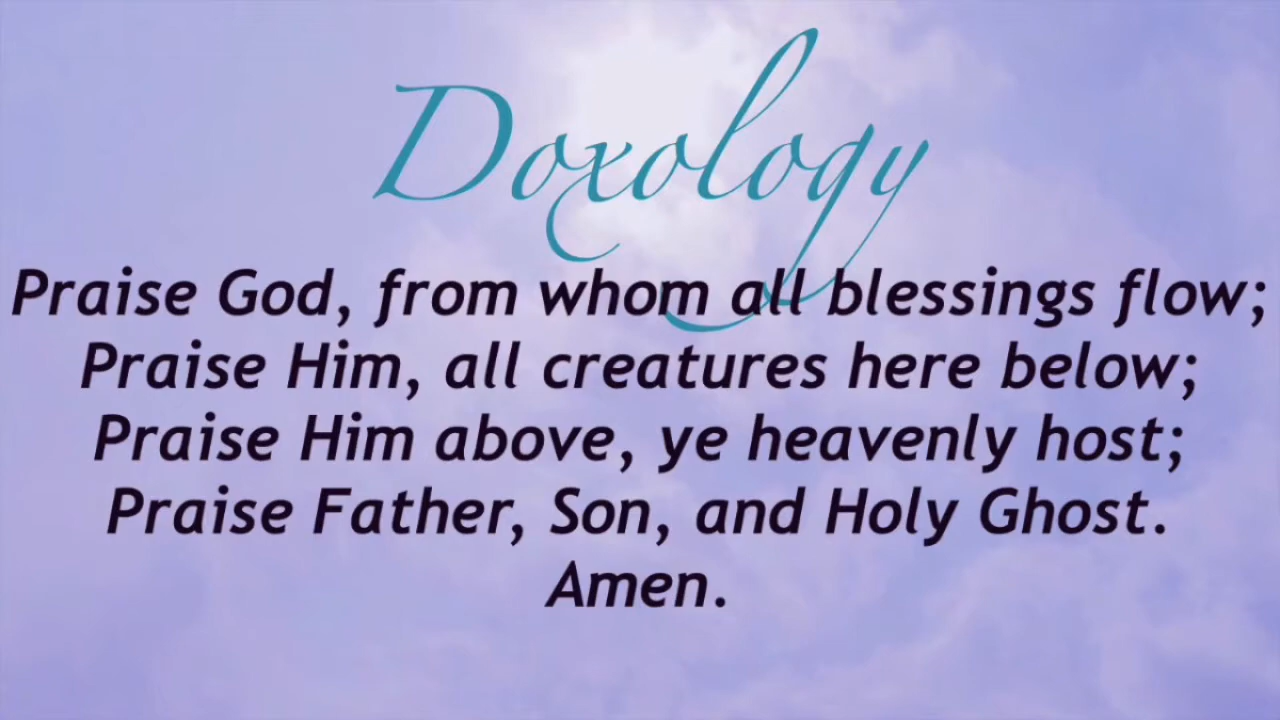 Doxology
Praise God, from whom all blessings flow;
Praise Him, all creatures here below;
Praise Him above, ye heavenly host;
Praise Father, Son, and Holy Ghost.
Amen.